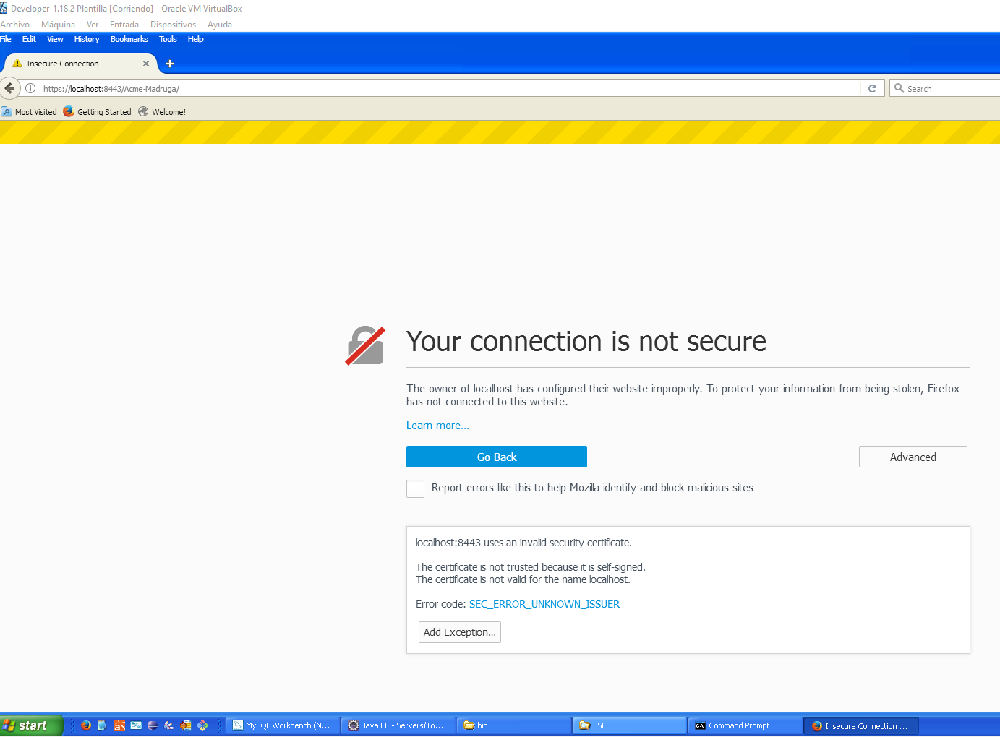 Developer-1.18.2 Plantilla [Corriendo] - Oracle VM VirtualBox
Archivo Máquina Ver Entrada Dispositivos Ayuda
File Edit View History Bookmarks Tools Help
Insecure Connection
https://localhost:8443/Acme-Madruga/
Search
Most Visited Getting Started Welcome!
Your connection is not secure
The owner of localhost has configured their website improperly. To protect your information from being stolen, Firefox
has not connected to this website.
Learn more...
Go Back
Advanced
Report errors like this to help Mozilla identify and block malicious sites
localhost:8443 uses an invalid security certificate.
The certificate is not trusted because it is self-signed.
The certificate is not valid for the name localhost.
Error code: SEC_ERROR_UNKNOWN_ISSUER
Add Exception...
start MySQL Workbench (N... Java EE - Servers/To... bin SSL Command Prompt Insecure Connection ...